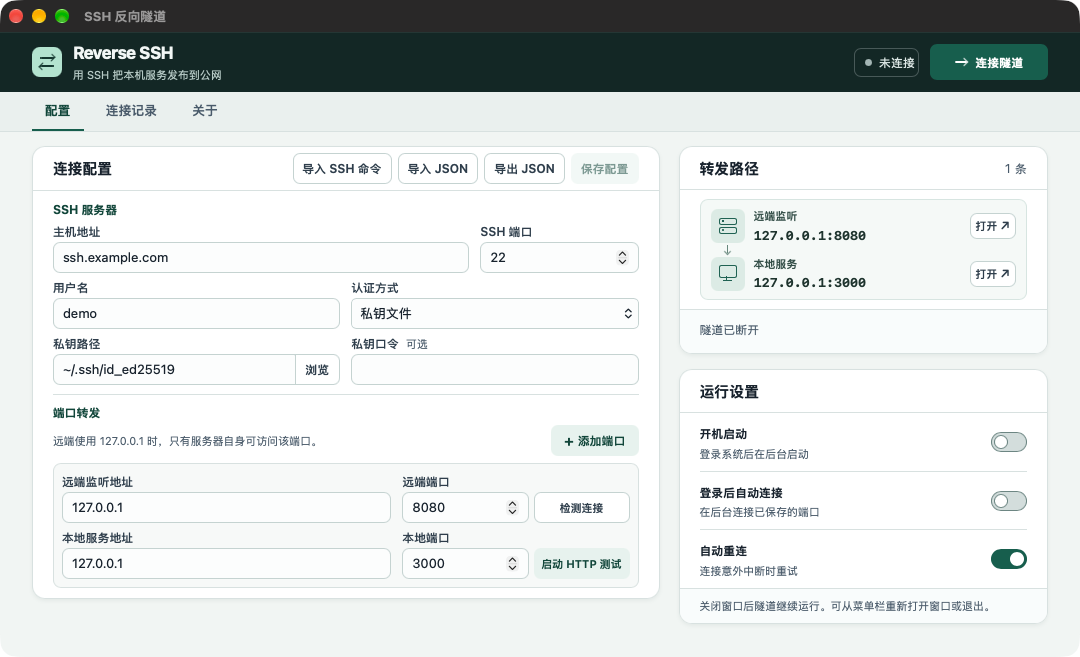 SSH 反向隧道
Reverse SSH
用 SSH 把本机服务发布到公网
未连接
连接隧道
配置
连接记录
关于
连接配置
导入 SSH 命令
导入 JSON
导出 JSON
保存配置
SSH 服务器
主机地址
SSH 端口
ssh.example.com
22
用户名
认证方式
demo
私钥文件
私钥路径
私钥口令 可选
~/.ssh/id_ed25519
浏览
端口转发
远端使用 127.0.0.1 时，只有服务器自身可访问该端口。
+ 添加端口
远端监听地址
远端端口
127.0.0.1
8080
检测连接
本地服务地址
本地端口
127.0.0.1
3000
启动 HTTP 测试
转发路径
1 条
远端监听
127.0.0.1:8080
打开
本地服务
127.0.0.1:3000
打开
隧道已断开
运行设置
开机启动
登录系统后在后台启动
登录后自动连接
在后台连接已保存的端口
自动重连
连接意外中断时重试
关闭窗口后隧道继续运行。可从菜单栏重新打开窗口或退出。